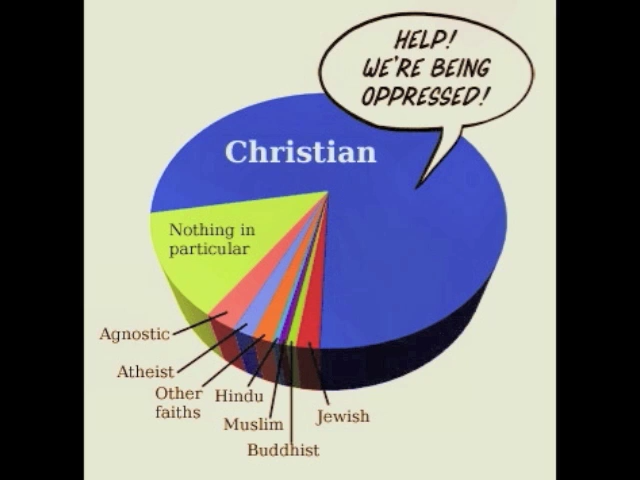 HELP!
WE'RE BEING
OPPRESSED!
Christian
Nothing in
particular
Agnostic
Atheist
Other
faiths
Hindu
Muslim
Buddhist
Jewish